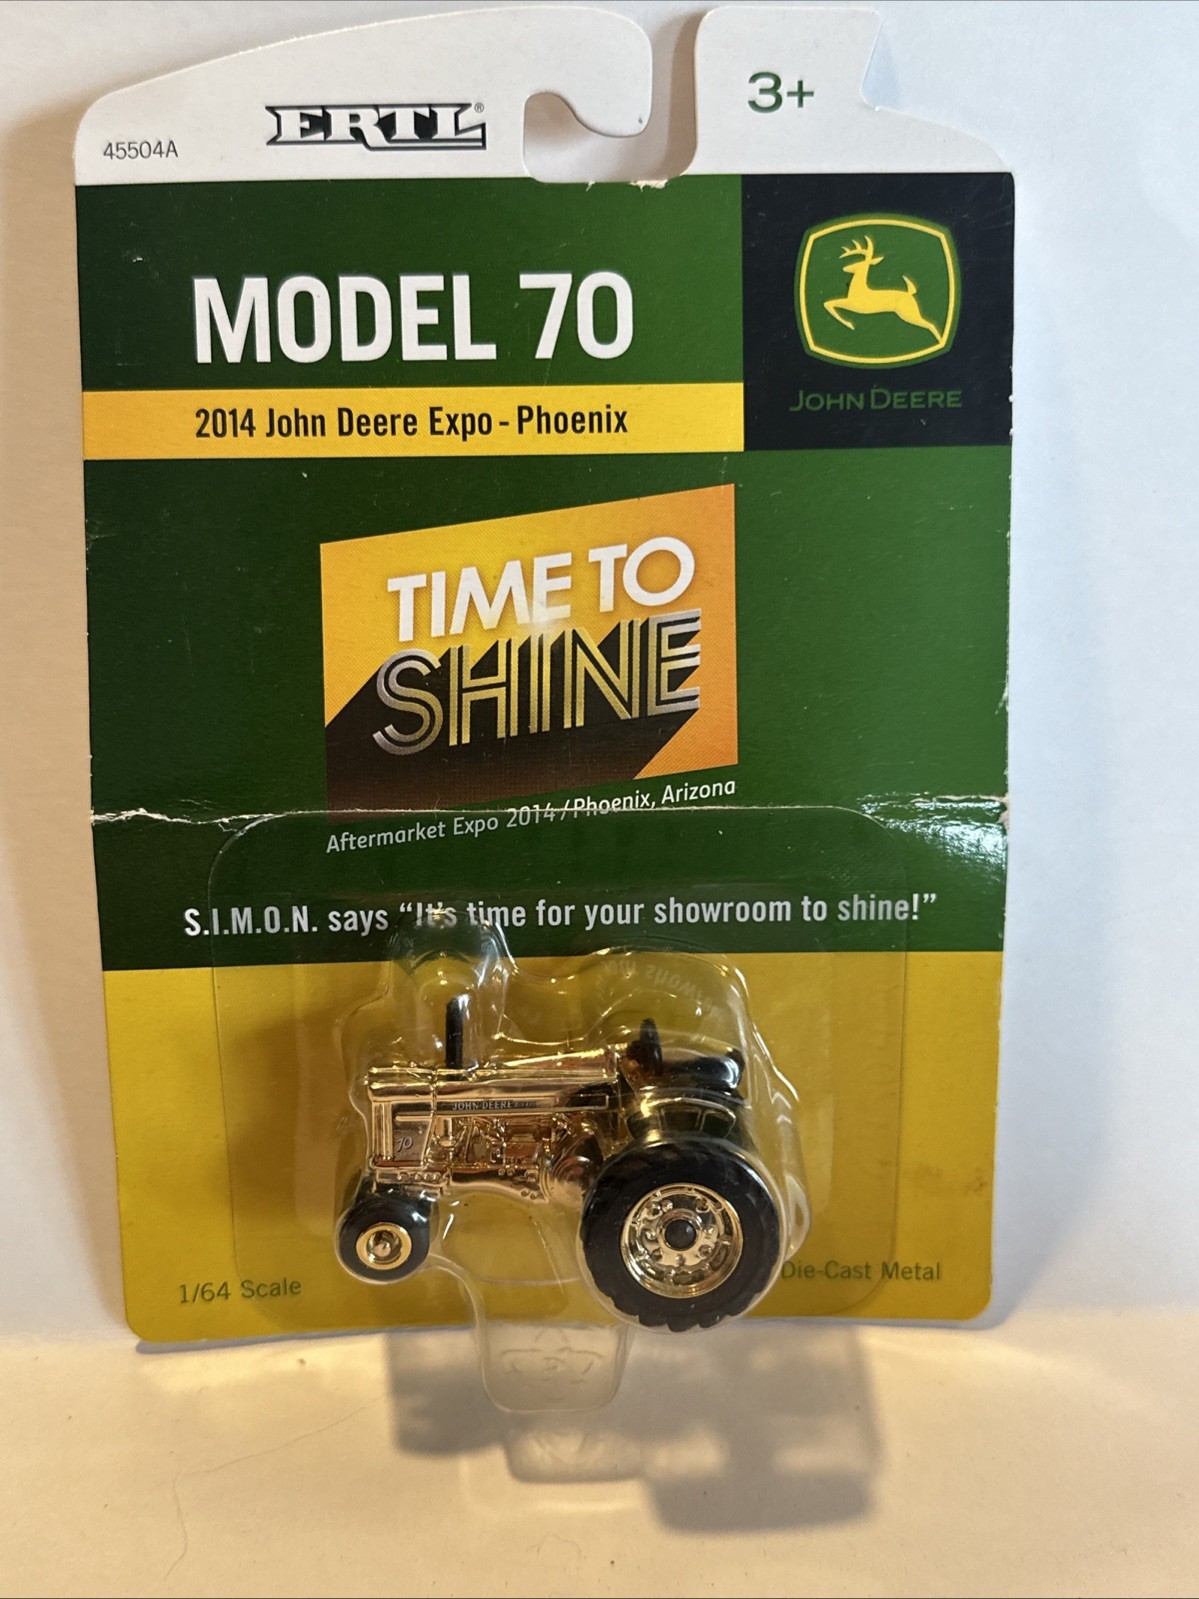 45504A
ERTL®
3+
MODEL 70
2014 John Deere Expo - Phoenix
JOHN DEERE
TIME TO
SHINE
Aftermarket Expo 2014 / Phoenix, Arizona
S.I.M.O.N. says “It's time for your showroom to shine!”
JOHN DEERE
70
1/64 Scale
Die-Cast Metal